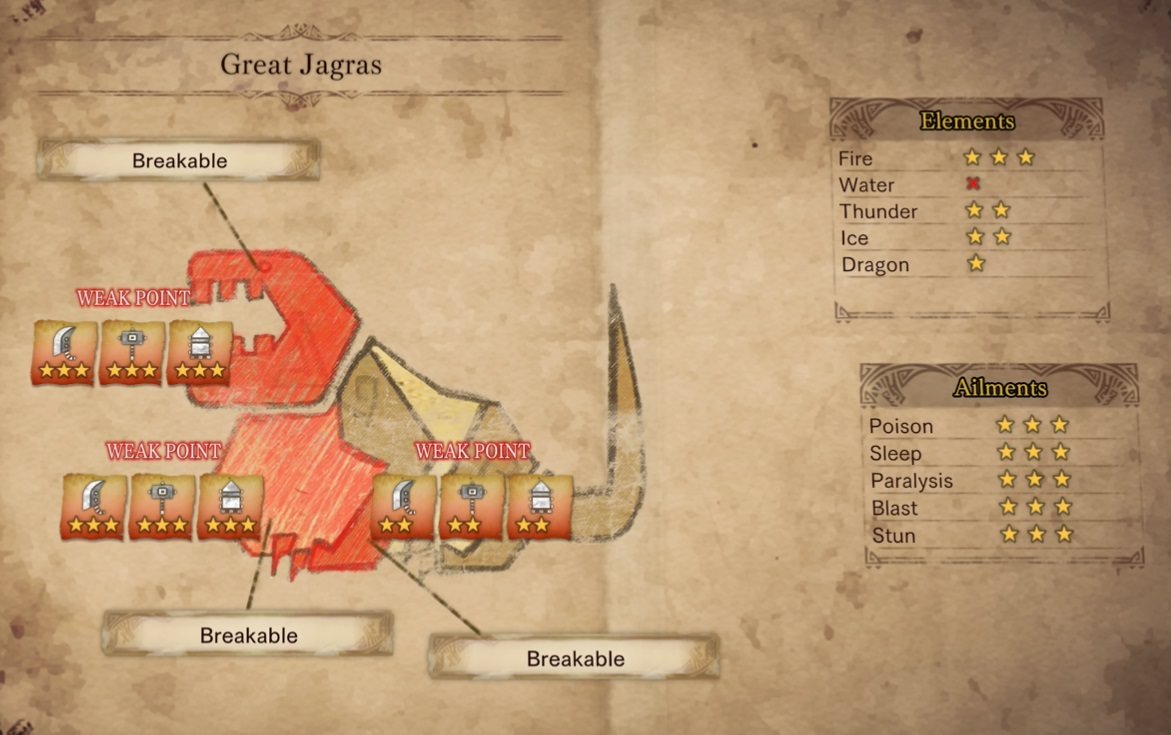 Great Jagras
Breakable
WEAK POINT
WEAK POINT
WEAK POINT
Breakable
Breakable
Elements
Fire
Water
Thunder
Ice
Dragon
Ailments
Poison
Sleep
Paralysis
Blast
Stun